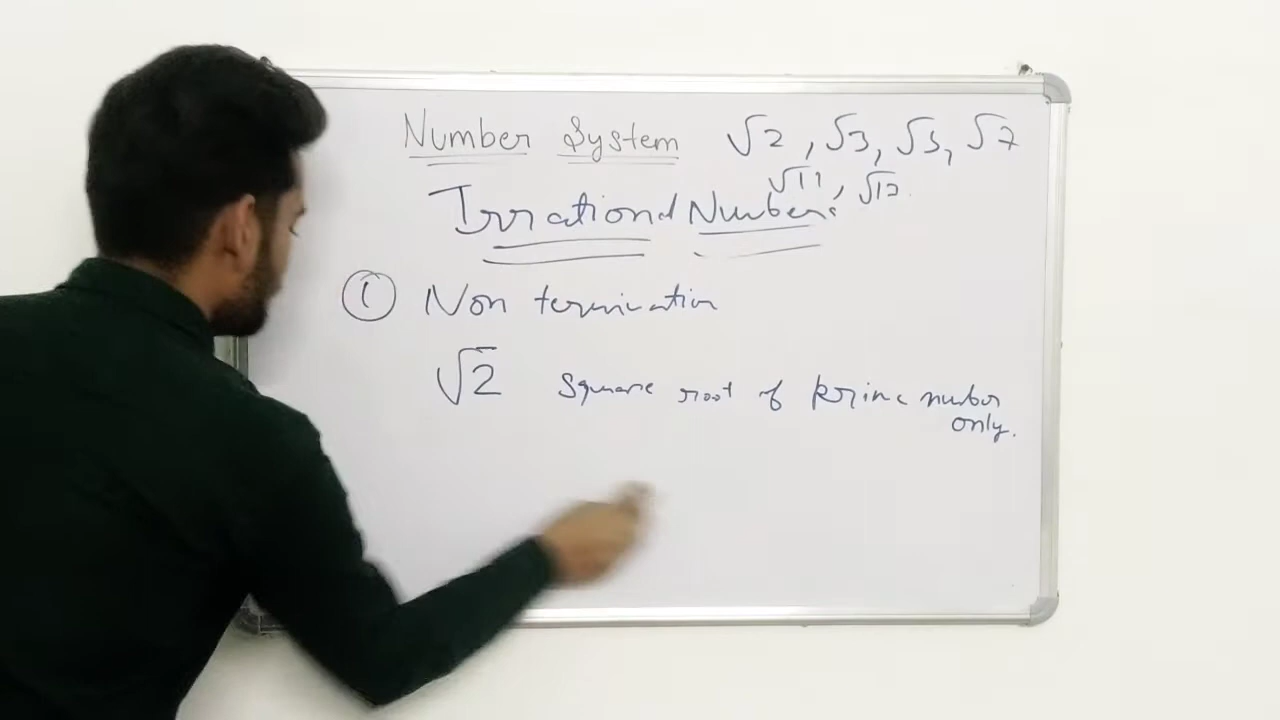 Number System √2, √3, √5, √7
√11, √13
Irrational Numbers
① Non termination
√2 Square root of prime number
only.